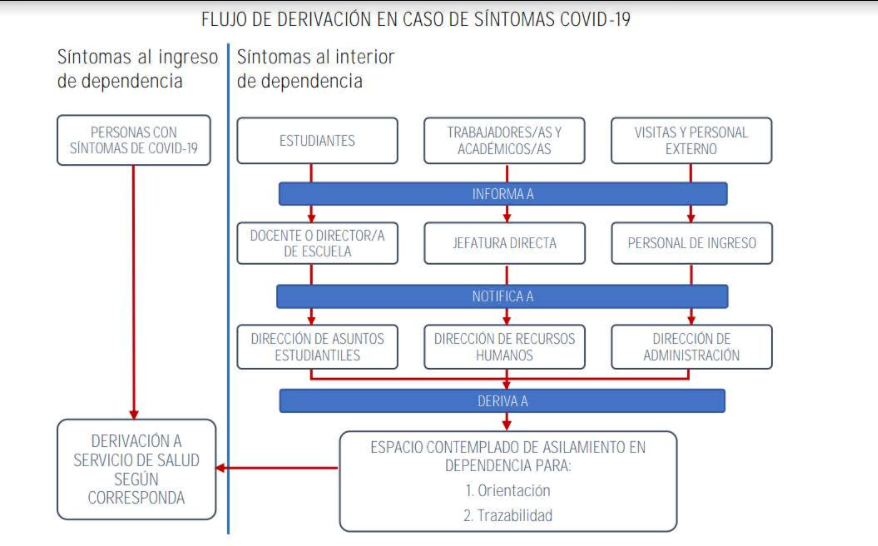 FLUJO DE DERIVACIÓN EN CASO DE SÍNTOMAS COVID-19
Síntomas al ingreso
de dependencia
Síntomas al interior
de dependencia
PERSONAS CON
SÍNTOMAS DE COVID-19
ESTUDIANTES
TRABAJADORES/AS Y
ACADÉMICOS/AS
VISITAS Y PERSONAL
EXTERNO
INFORMA A
DOCENTE O DIRECTOR/A
DE ESCUELA
JEFATURA DIRECTA
PERSONAL DE INGRESO
NOTIFICA A
DIRECCIÓN DE ASUNTOS
ESTUDIANTILES
DIRECCIÓN DE RECURSOS
HUMANOS
DIRECCIÓN DE
ADMINISTRACIÓN
DERIVA A
DERIVACIÓN A
SERVICIO DE SALUD
SEGÚN
CORRESPONDA
ESPACIO CONTEMPLADO DE ASILAMIENTO EN
DEPENDENCIA PARA:
1. Orientación
2. Trazabilidad